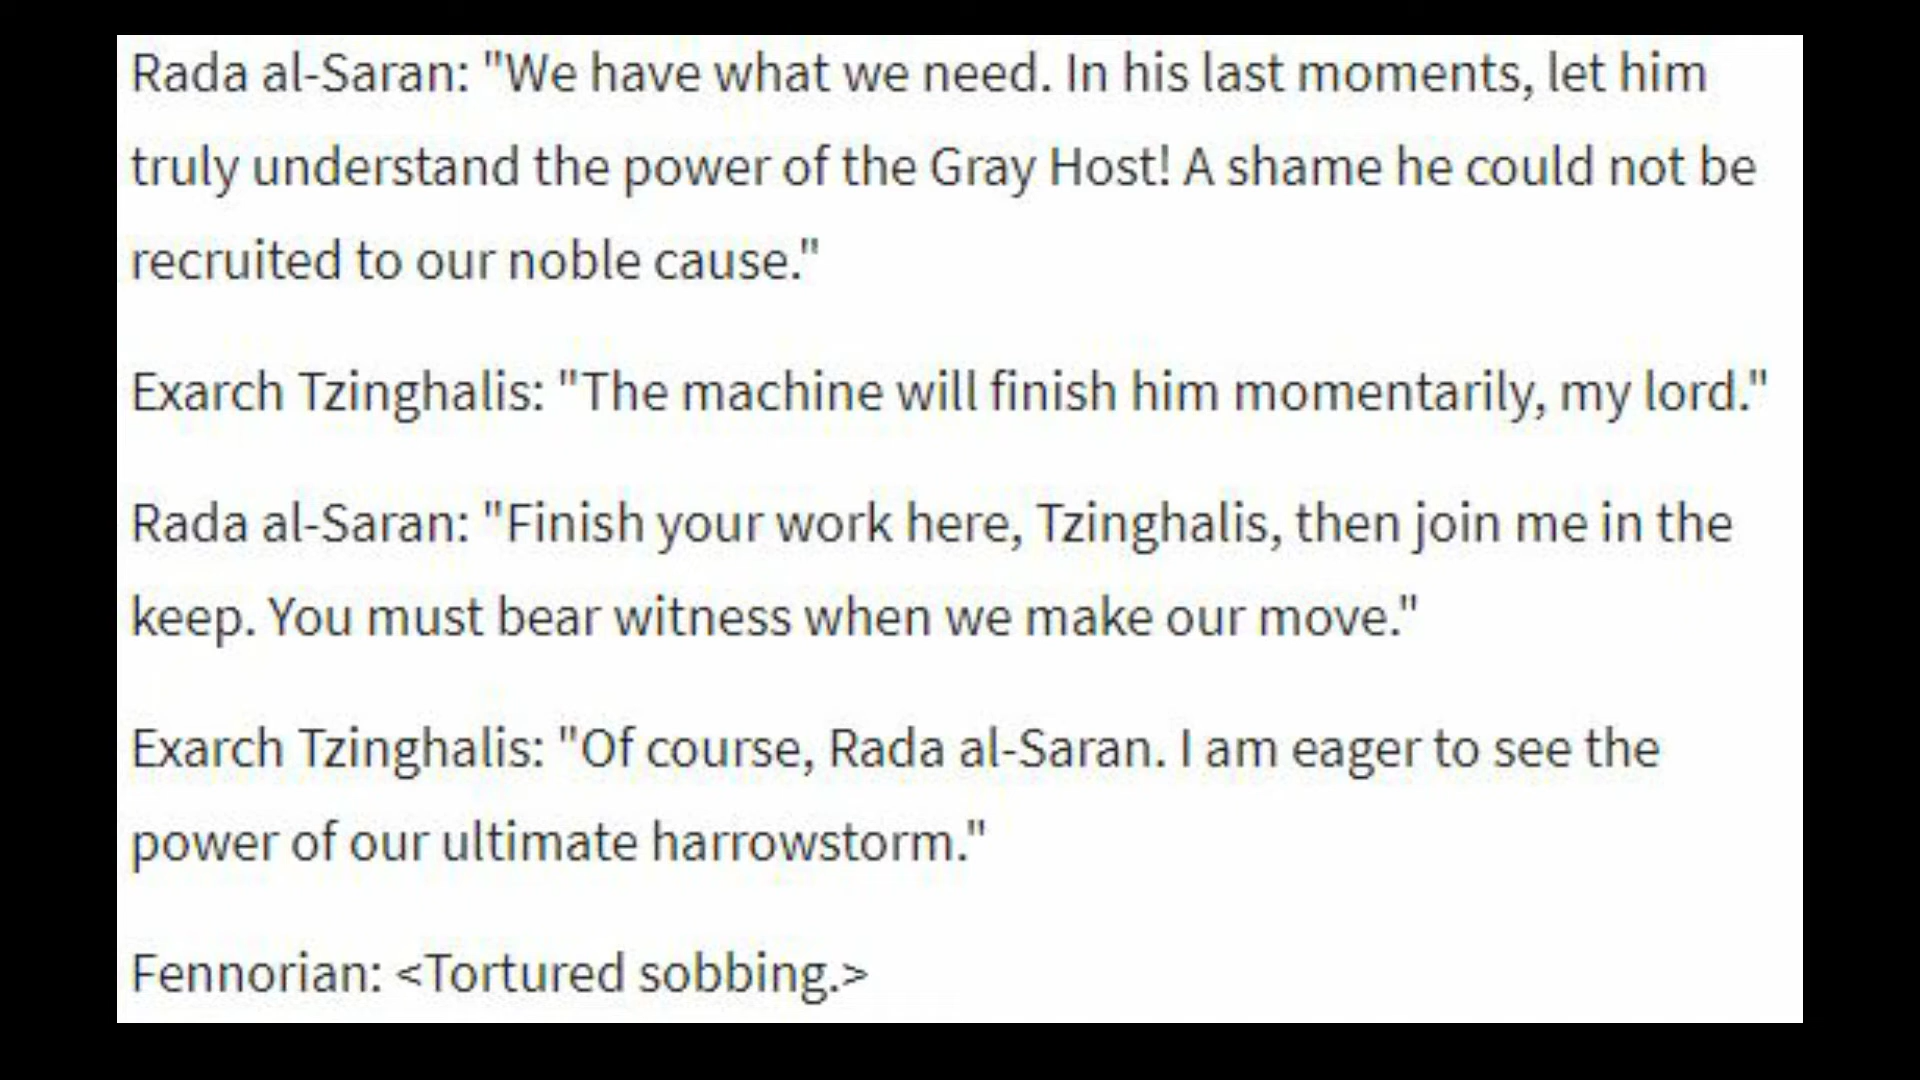 Rada al-Saran: "We have what we need. In his last moments, let him
truly understand the power of the Gray Host! A shame he could not be
recruited to our noble cause."
Exarch Tzinghalis: "The machine will finish him momentarily, my lord."
Rada al-Saran: "Finish your work here, Tzinghalis, then join me in the
keep. You must bear witness when we make our move."
Exarch Tzinghalis: "Of course, Rada al-Saran. I am eager to see the
power of our ultimate harrowstorm."
Fennorian: <Tortured sobbing.>